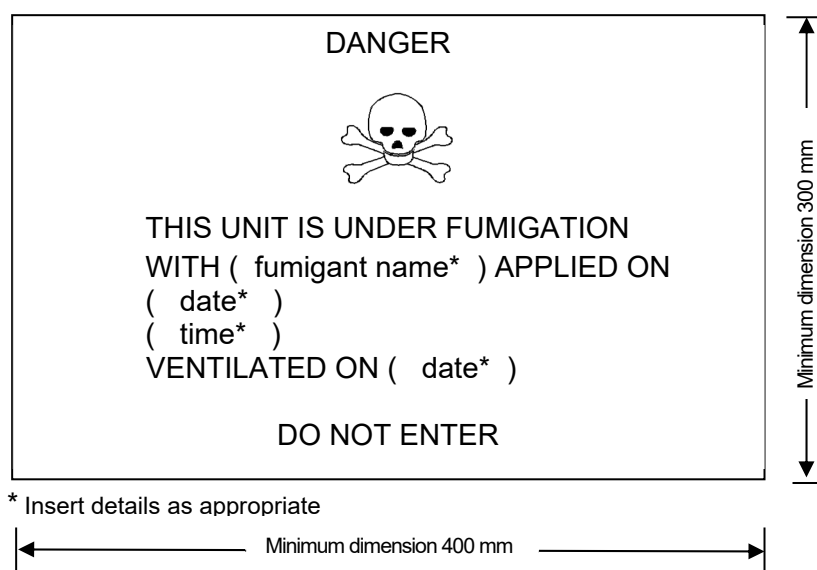 DANGER
THIS UNIT IS UNDER FUMIGATION
WITH ( fumigant name* ) APPLIED ON
( date* )
( time* )
VENTILATED ON ( date* )
DO NOT ENTER
* Insert details as appropriate
Minimum dimension 400 mm
Minimum dimension 300 mm